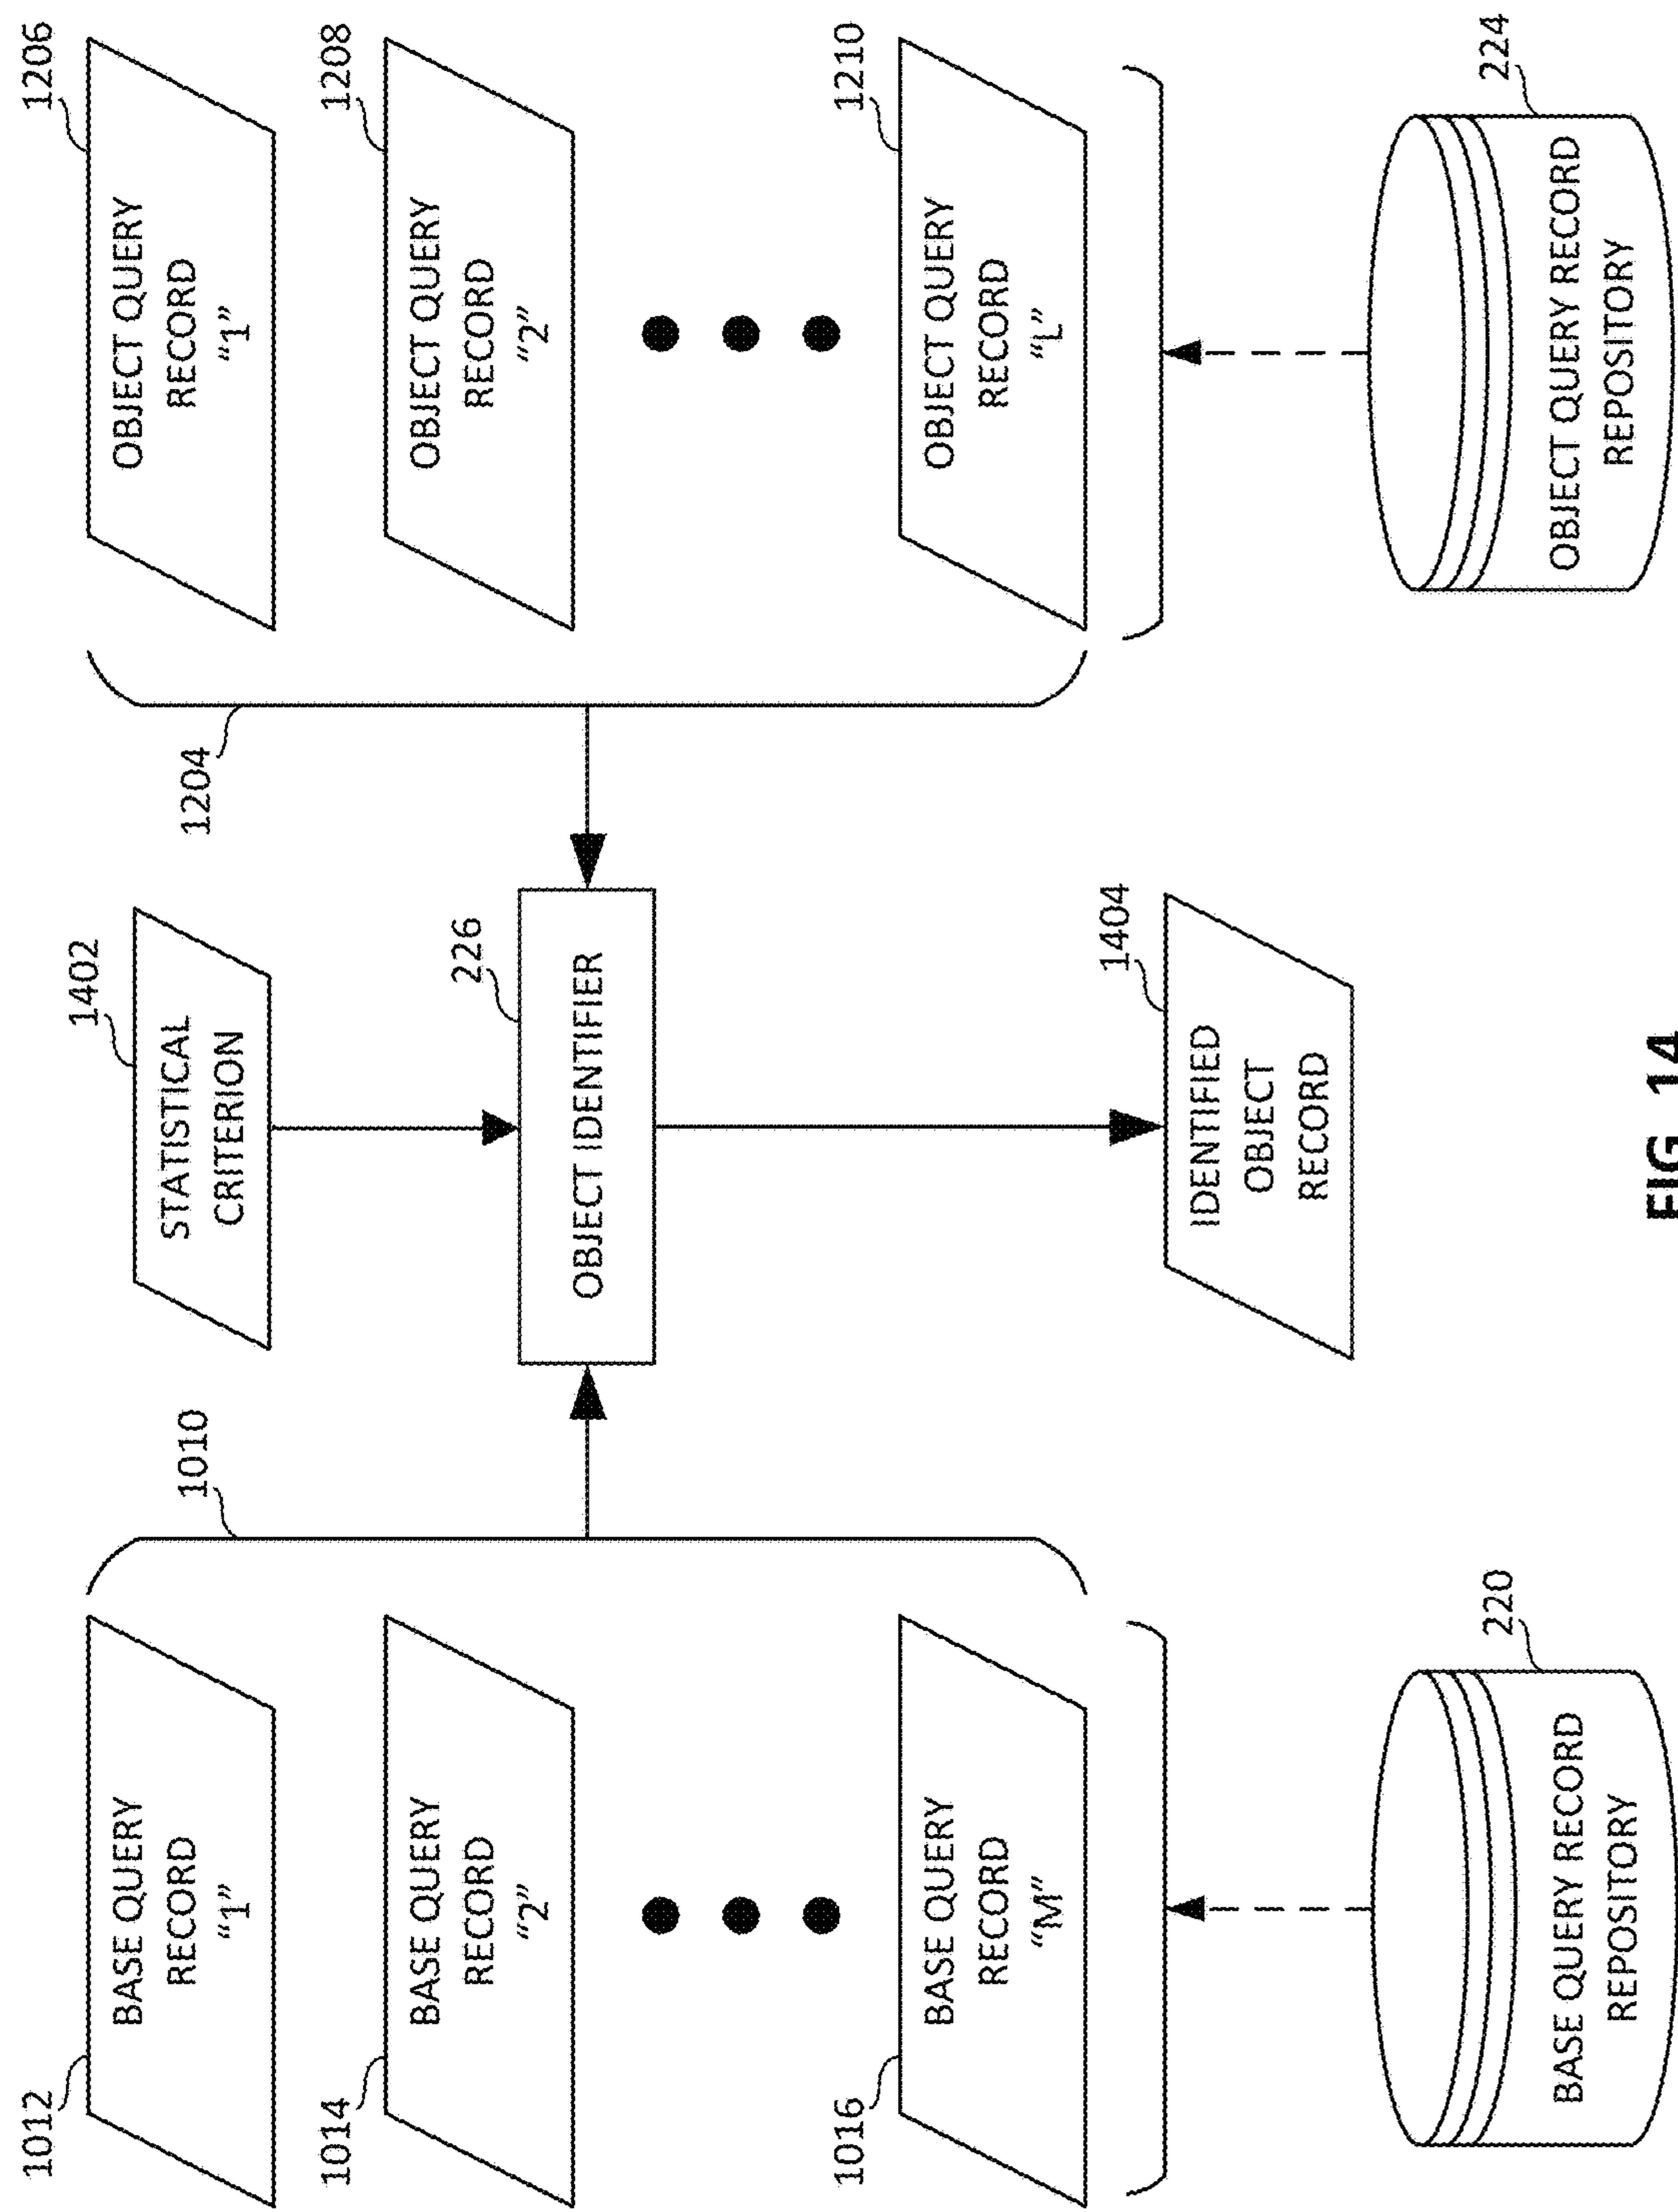 1012
BASE QUERY
RECORD
“1”
1014
BASE QUERY
RECORD
“2”
1016
BASE QUERY
RECORD
“M”
220
BASE QUERY RECORD
REPOSITORY
1010
1402
STATISTICAL
CRITERION
226
OBJECT IDENTIFIER
1404
IDENTIFIED
OBJECT
RECORD
1204
1206
OBJECT QUERY
RECORD
“1”
1208
OBJECT QUERY
RECORD
“2”
1210
OBJECT QUERY
RECORD
“L”
224
OBJECT QUERY RECORD
REPOSITORY
FIG. 14